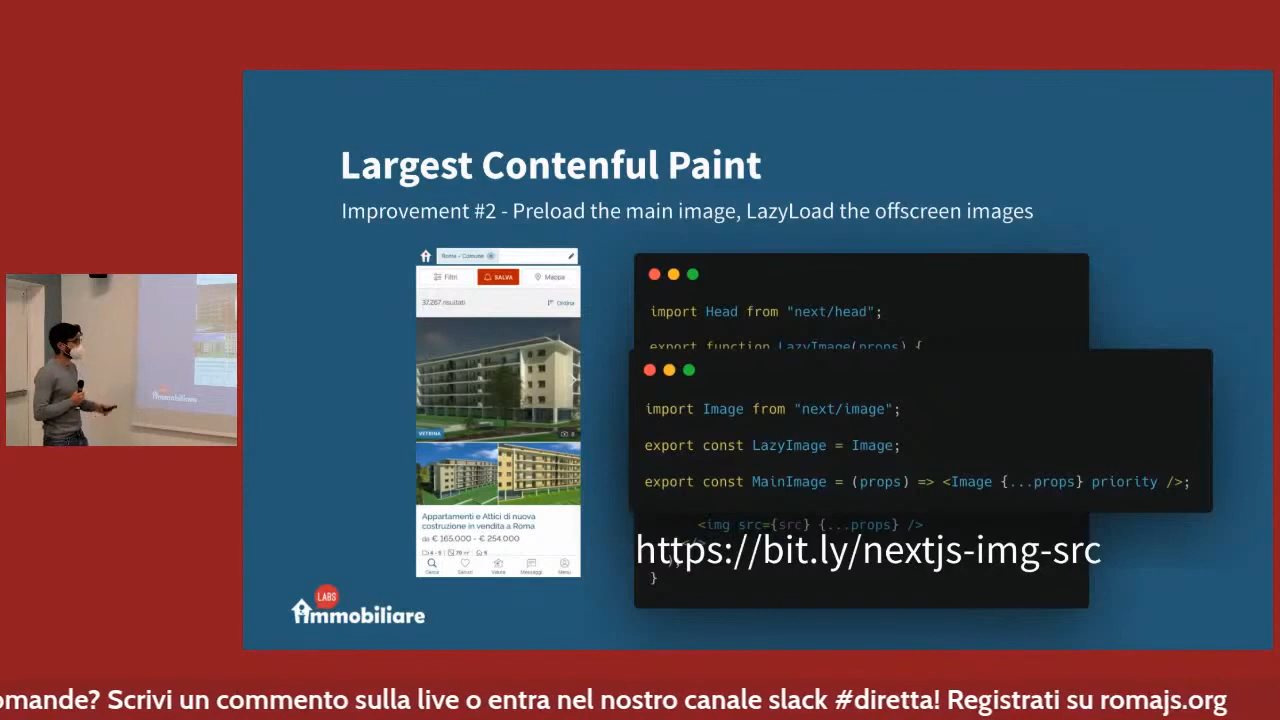 Largest Contenful Paint
Improvement #2 - Preload the main image, LazyLoad the offscreen images
Roma - Comune
Filtri
SALVA
Mappa
37.267 risultati
Ordina
VETRINA
Appartamenti e Attici di nuova
costruzione in vendita a Roma
da € 165.000 - € 254.000
Cerca
Messaggi
Menu
import Head from "next/head";
export function LazyImage(props) {
import Image from "next/image";
export const LazyImage = Image;
export const MainImage = (props) => <Image {...props} priority />;
<img src={src} {...props} />
https://bit.ly/nextjs-img-src
}
LABS
immobiliare
immobiliare
omande? Scrivi un commento sulla live o entra nel nostro canale slack #diretta! Registrati su romajs.org